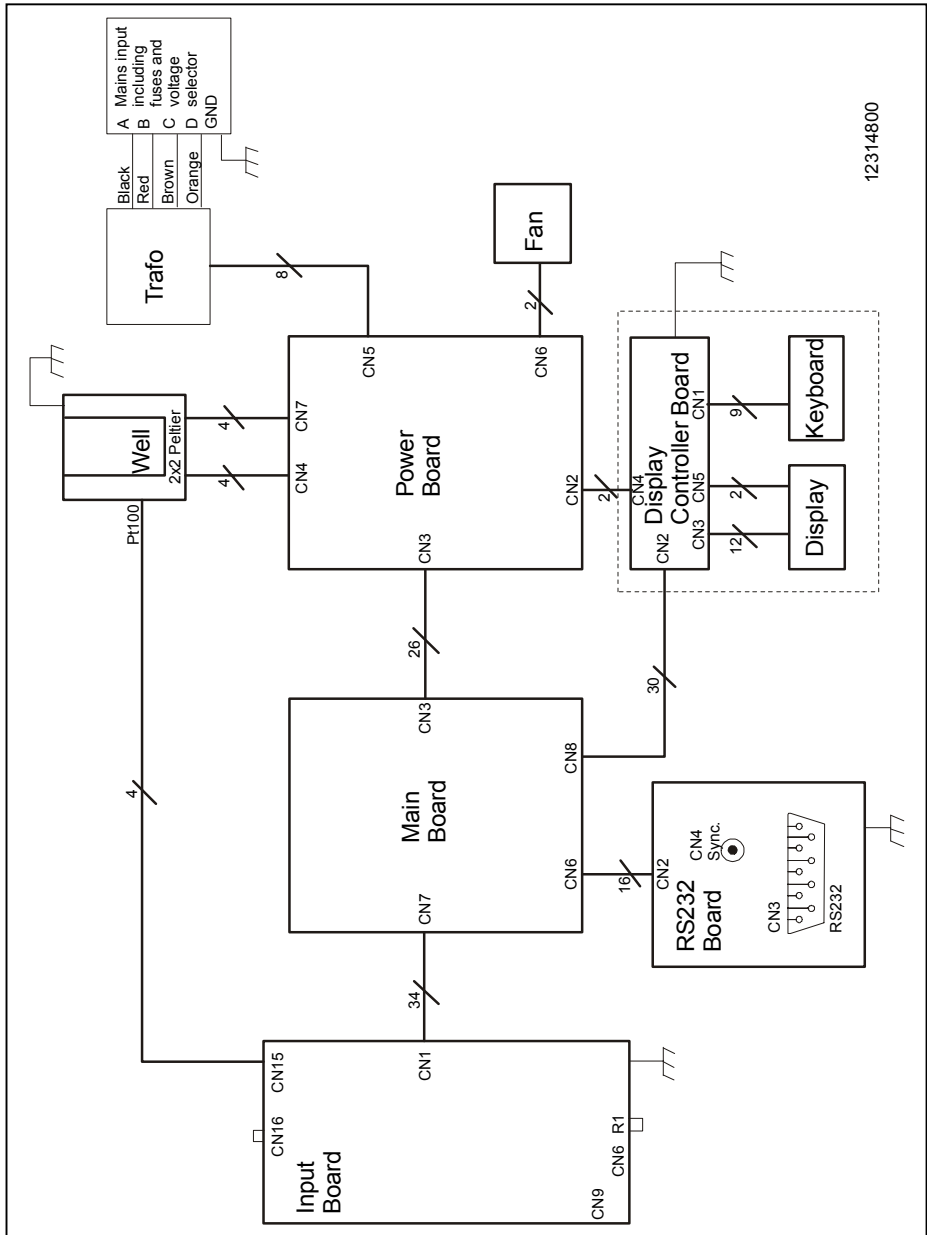 Mains input
including
fuses and
voltage
selector
A
B
C
D
GND
Black
Red
Brown
Orange
Trafo
8
Fan
2
Well
2x2 Peltier
Pt100
4
4
4
CN5
CN6
CN7
CN4
Power
Board
CN3
CN2
26
2
CN4
Display
Controller Board
CN1
CN5
CN3
CN2
9
2
12
Keyboard
Display
30
CN3
Main
Board
CN8
CN6
CN7
16
CN2
RS232
Board
CN4
Sync.
CN3
RS232
34
CN15
CN16
CN1
Input
Board
CN9
CN6
R1
12314800